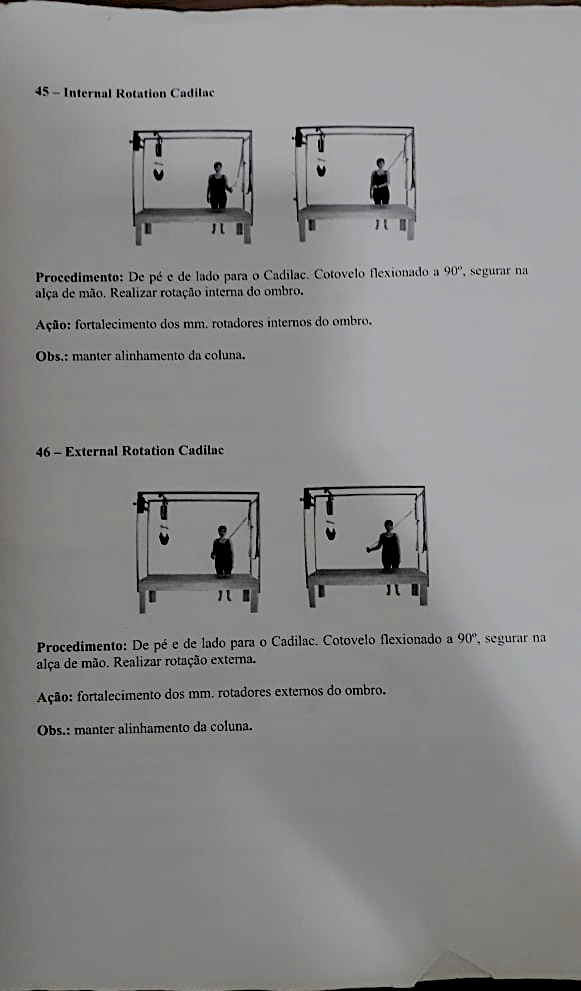 45 – Internal Rotation Cadilac
Procedimento: De pé e de lado para o Cadilac. Cotovelo flexionado a 90º, segurar na
alça de mão. Realizar rotação interna do ombro.
Ação: fortalecimento dos mm. rotadores internos do ombro.
Obs.: manter alinhamento da coluna.
46 – External Rotation Cadilac
Procedimento: De pé e de lado para o Cadilac. Cotovelo flexionado a 90º, segurar na
alça de mão. Realizar rotação externa.
Ação: fortalecimento dos mm. rotadores externos do ombro.
Obs.: manter alinhamento da coluna.